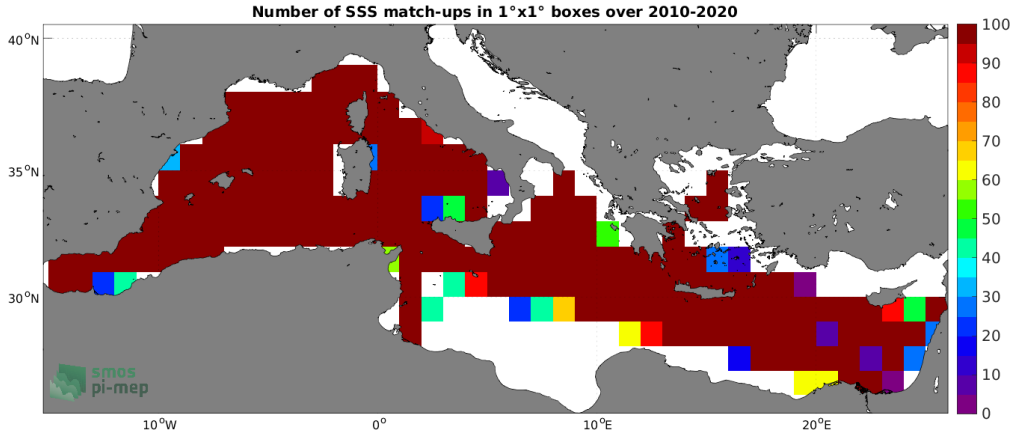 Number of SSS match-ups in 1°x1° boxes over 2010-2020
40°N
35°N
30°N
10°W
0°
10°E
20°E
100
90
80
70
60
50
40
30
20
10
0
smos
pi-mep